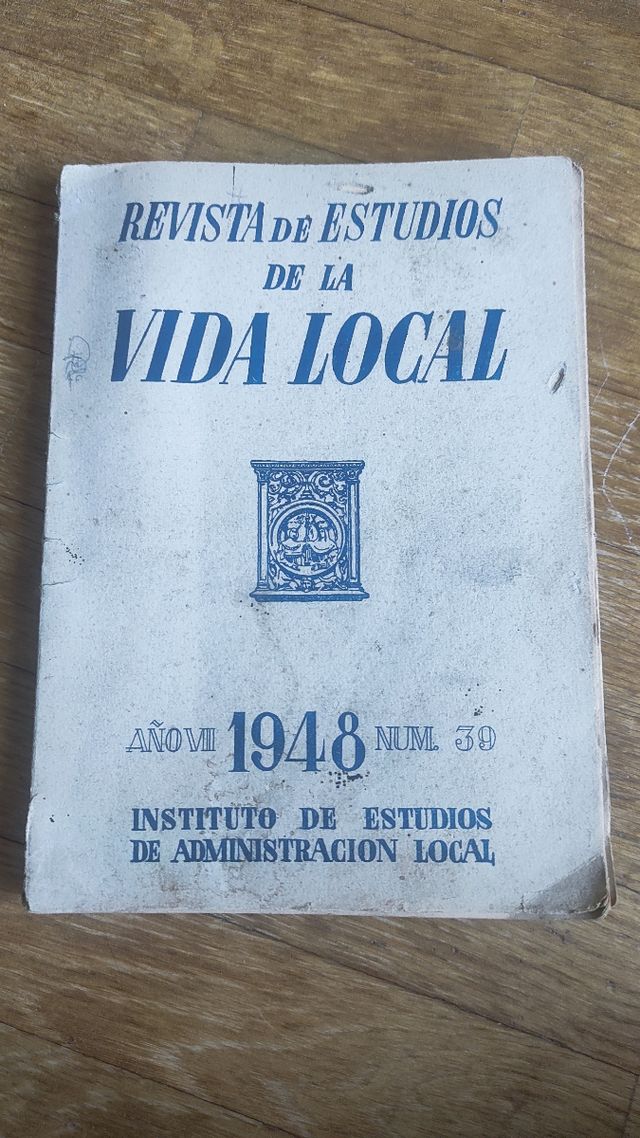 REVISTA DE ESTUDIOS
DE LA
VIDA LOCAL
AÑO VII 1948 NUM. 39
INSTITUTO DE ESTUDIOS
DE ADMINISTRACION LOCAL